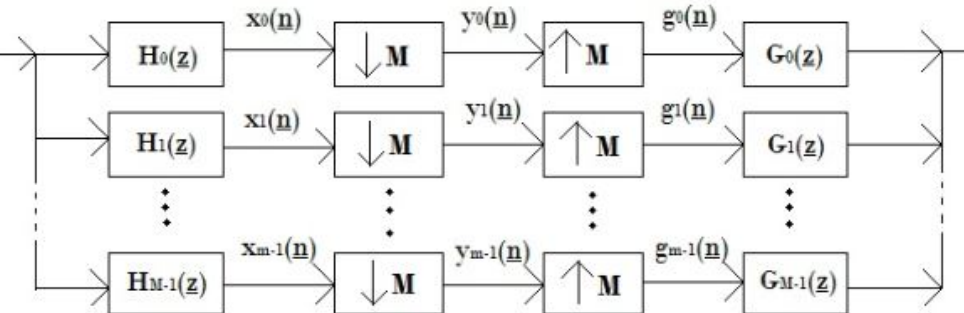 x0(n) y0(n) g0(n)
H0(z) ↓ M ↑ M G0(z)
x1(n) y1(n) g1(n)
H1(z) ↓ M ↑ M G1(z)
xm-1(n) ym-1(n) gm-1(n)
HM-1(z) ↓ M ↑ M GM-1(z)